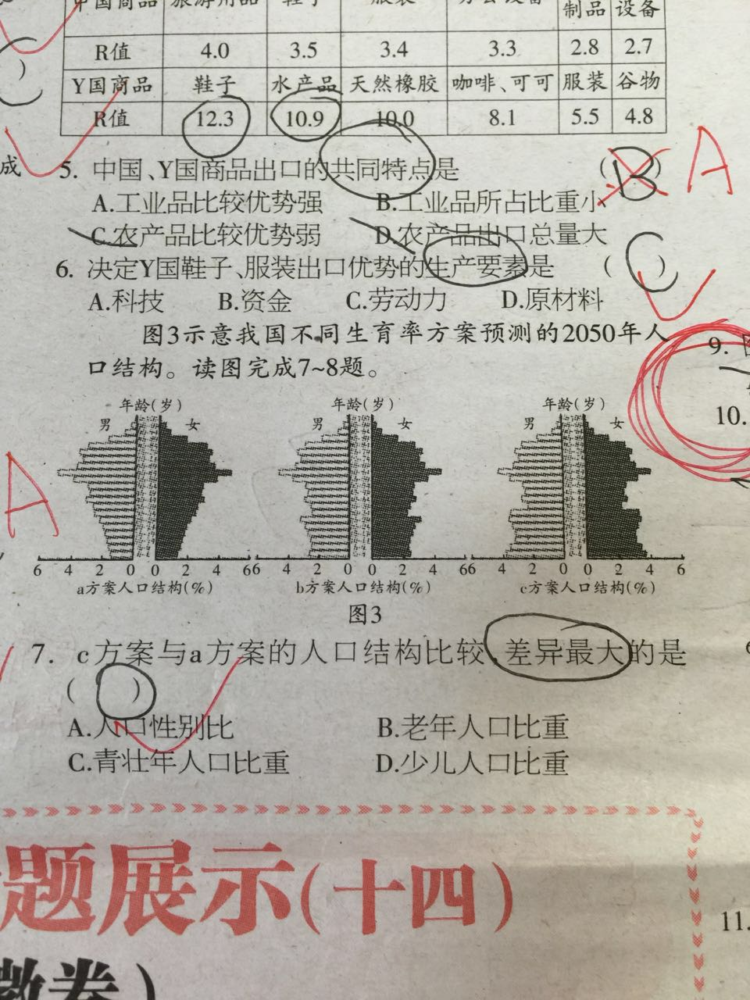 中国商品 旅游用品 鞋子 服装 办公设备 制品 设备
R值 4.0 3.5 3.4 3.3 2.8 2.7
Y国商品 鞋子 水产品 天然橡胶 咖啡、可可 服装 谷物
R值 12.3 10.9 10.0 8.1 5.5 4.8
成
5. 中国、Y国商品出口的共同特点是 (B) A
A.工业品比较优势强 B.工业品所占比重小
C.农产品比较优势弱 D.农产品出口总量大
6. 决定Y国鞋子、服装出口优势的生产要素是 ( C )
A.科技 B.资金 C.劳动力 D.原材料
图3示意我国不同生育率方案预测的2050年人
口结构。读图完成7~8题。
9.
10.
年龄(岁) 年龄(岁) 年龄(岁)
男 女 男 女 男 女
A
6 4 2 0 0 2 4 6 6 4 2 0 0 2 4 6 6 4 2 0 0 2 4 6
a方案人口结构(%) b方案人口结构(%) c方案人口结构(%)
图3
7. c方案与a方案的人口结构比较,差异最大的是
( )
A.人口性别比 B.老年人口比重
C.青壮年人口比重 D.少儿人口比重
题展示(十四)
11.
徽卷)